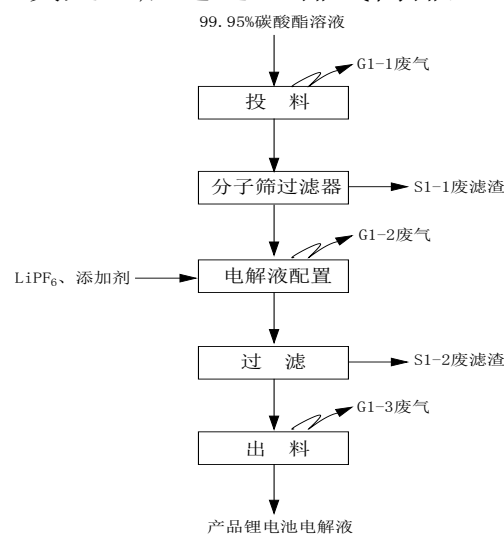 99.95%碳酸酯溶液
G1-1废气
投 料
分子筛过滤器
S1-1废滤渣
G1-2废气
LiPF₆、添加剂
电解液配置
过 滤
S1-2废滤渣
G1-3废气
出 料
产品锂电池电解液